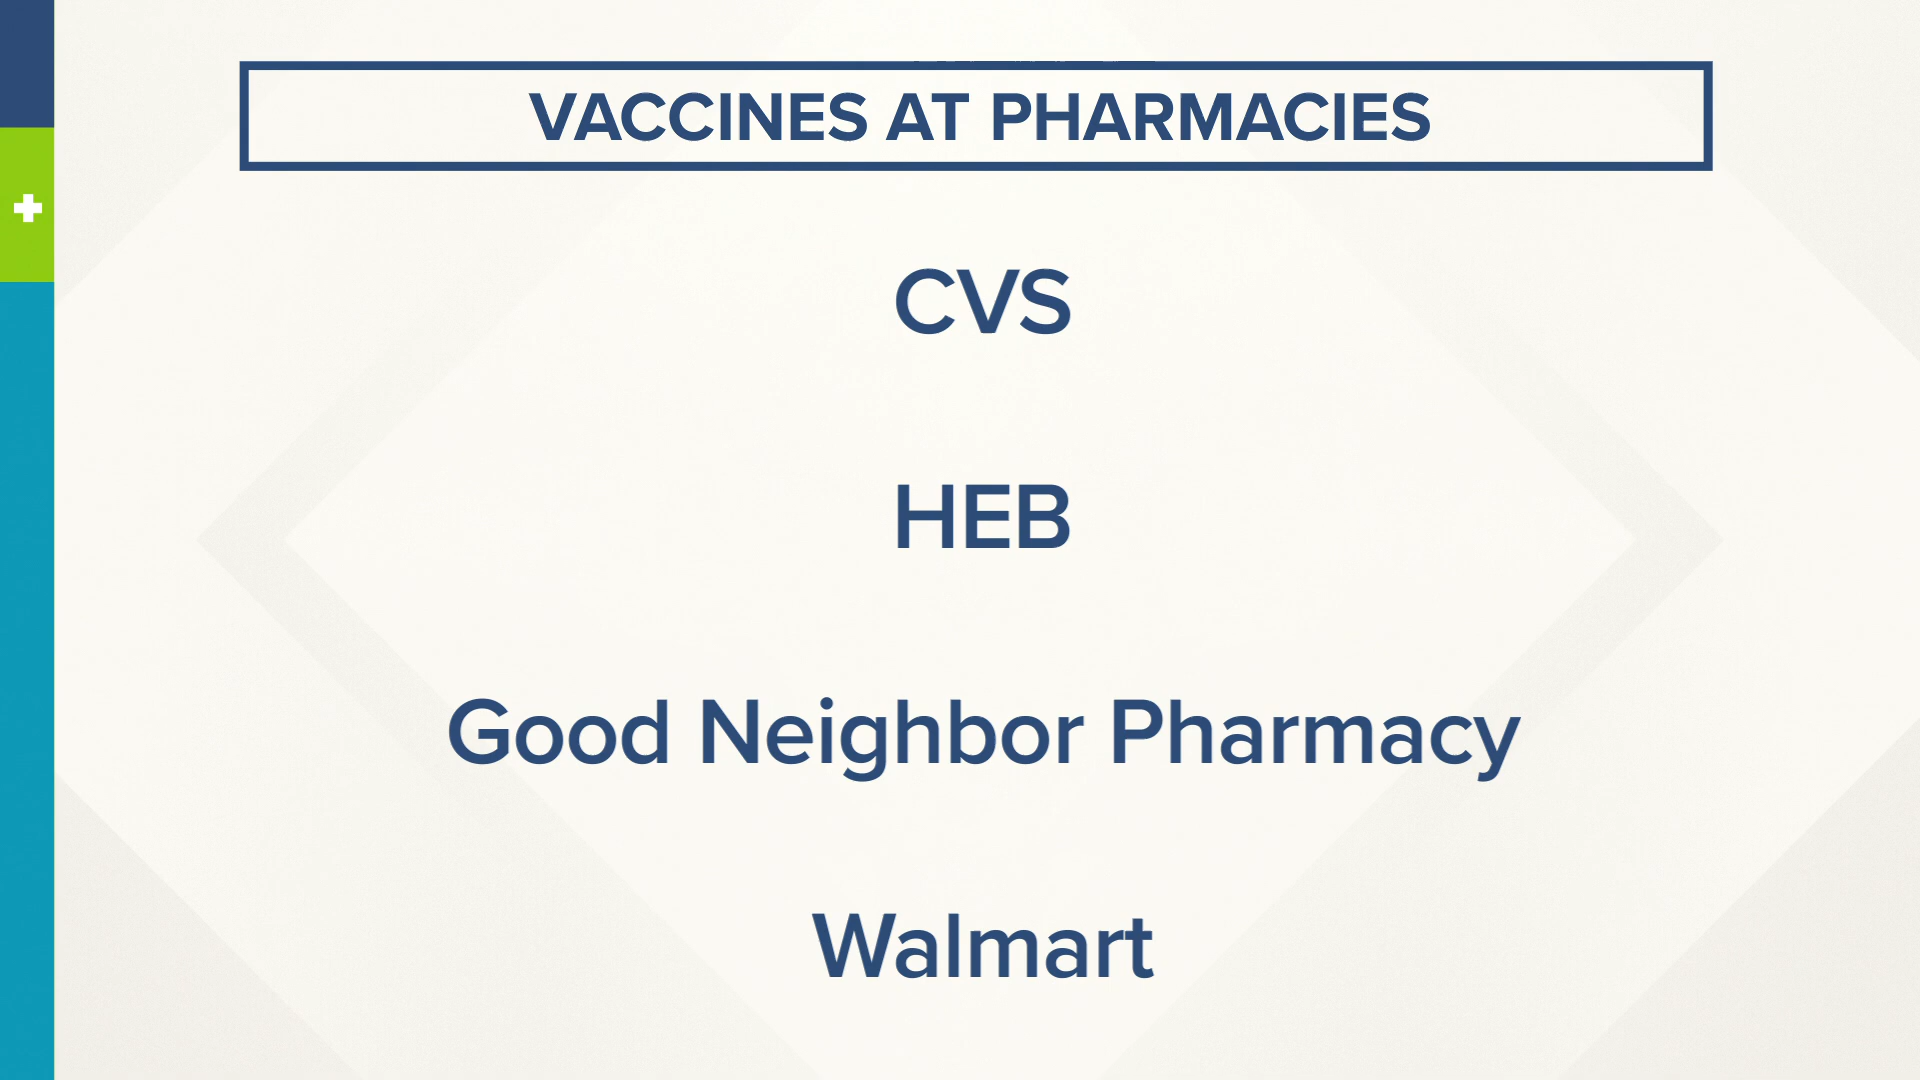 VACCINES AT PHARMACIES
CVS
HEB
Good Neighbor Pharmacy
Walmart